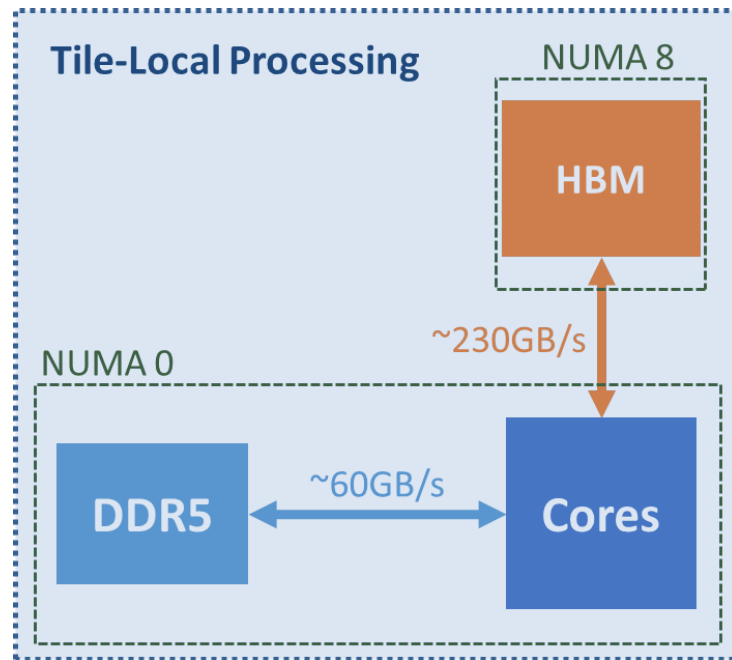 Tile-Local Processing
NUMA 8
HBM
~230GB/s
NUMA 0
DDR5
~60GB/s
Cores